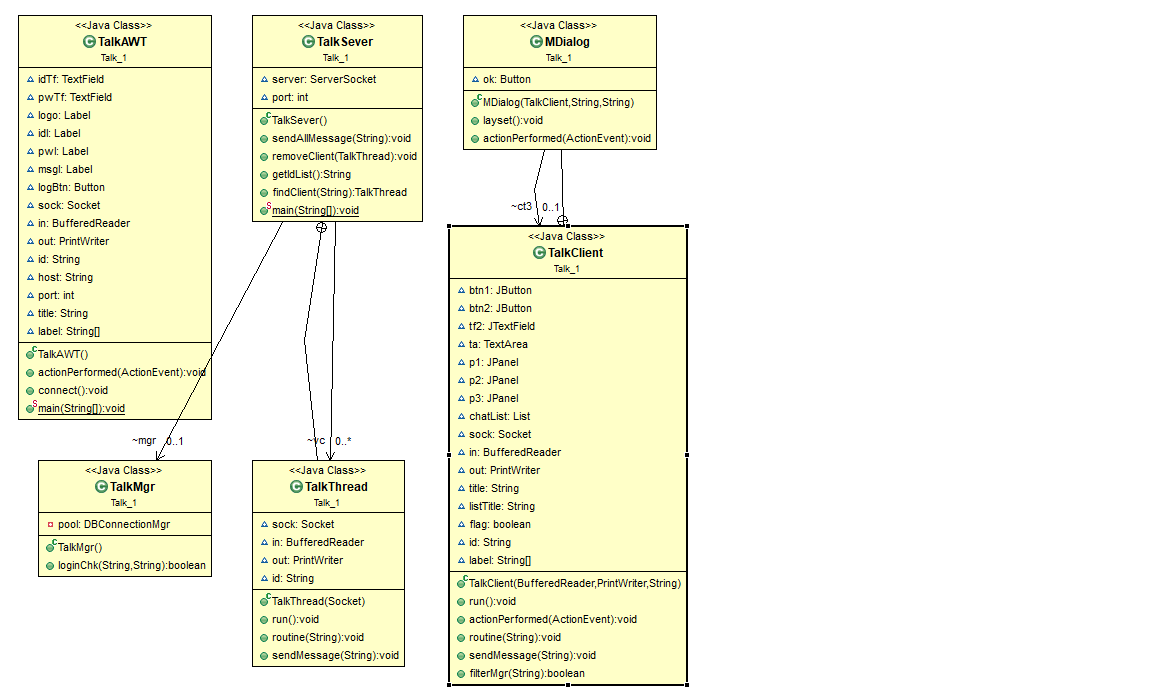 <<Java Class>>
TalkAWT
Talk_1
idTf: TextField
pwTf: TextField
logo: Label
idl: Label
pwl: Label
msgl: Label
logBtn: Button
sock: Socket
in: BufferedReader
out: PrintWriter
id: String
host: String
port: int
title: String
label: String[]
TalkAWT()
actionPerformed(ActionEvent):void
connect():void
main(String[]):void
<<Java Class>>
TalkSever
Talk_1
server: ServerSocket
port: int
TalkSever()
sendAllMessage(String):void
removeClient(TalkThread):void
getIdList():String
findClient(String):TalkThread
main(String[]):void
<<Java Class>>
MDialog
Talk_1
ok: Button
MDialog(TalkClient,String,String)
layset():void
actionPerformed(ActionEvent):void
~ct3 0..1
~mgr 0..1
~vc 0..*
<<Java Class>>
TalkMgr
Talk_1
pool: DBConnectionMgr
TalkMgr()
loginChk(String,String):boolean
<<Java Class>>
TalkThread
Talk_1
sock: Socket
in: BufferedReader
out: PrintWriter
id: String
TalkThread(Socket)
run():void
routine(String):void
sendMessage(String):void
<<Java Class>>
TalkClient
Talk_1
btn1: JButton
btn2: JButton
tf2: JTextField
ta: TextArea
p1: JPanel
p2: JPanel
p3: JPanel
chatList: List
sock: Socket
in: BufferedReader
out: PrintWriter
title: String
listTitle: String
flag: boolean
id: String
label: String[]
TalkClient(BufferedReader,PrintWriter,String)
run():void
actionPerformed(ActionEvent):void
routine(String):void
sendMessage(String):void
filterMgr(String):boolean